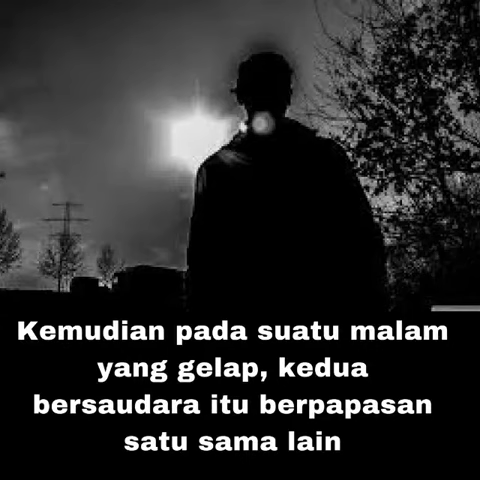 Kemudian pada suatu malam
yang gelap, kedua
bersaudara itu berpapasan
satu sama lain